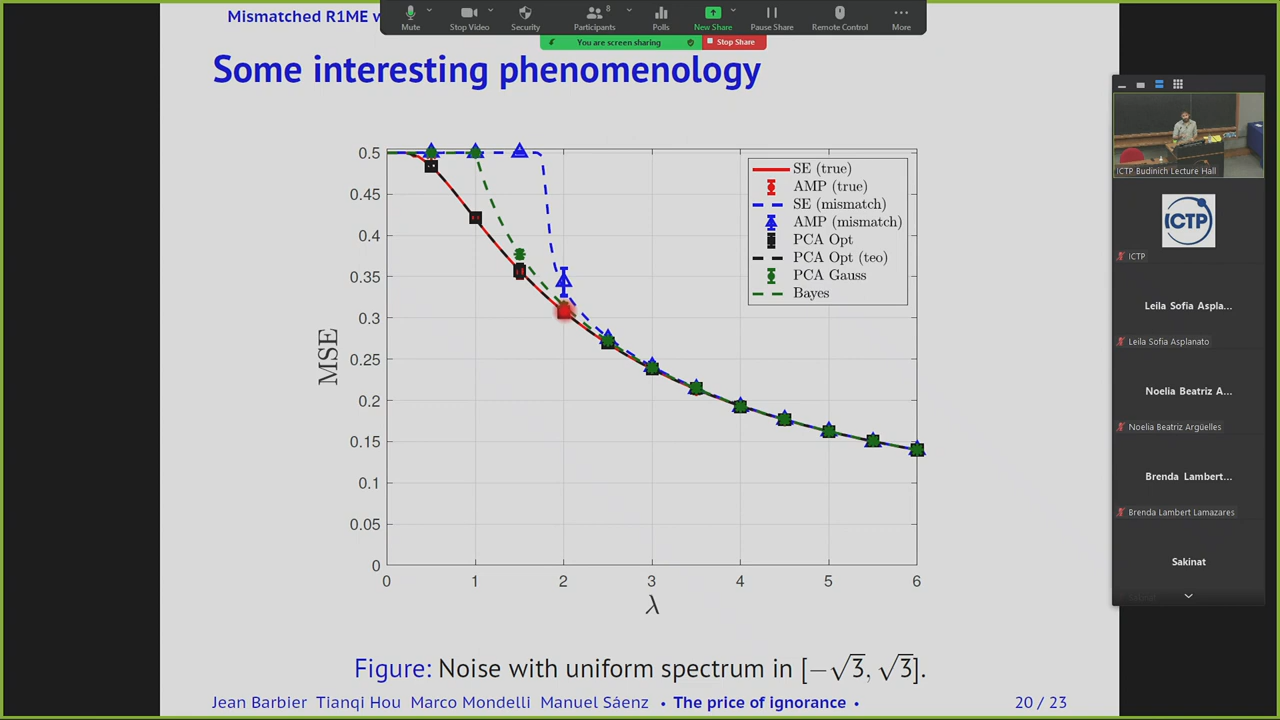 Mismatched R1ME w
Mute
Stop Video
Security
Participants
8
Polls
New Share
Pause Share
Remote Control
More
You are screen sharing
Stop Share
Some interesting phenomenology
0.5
0.45
0.4
0.35
0.3
0.25
0.2
0.15
0.1
0.05
0
MSE
SE (true)
AMP (true)
SE (mismatch)
AMP (mismatch)
PCA Opt
PCA Opt (teo)
PCA Gauss
Bayes
0 1 2 3 4 5 6
λ
Figure: Noise with uniform spectrum in [−√3, √3].
Jean Barbier Tianqi Hou Marco Mondelli Manuel Sáenz • The price of ignorance •
20 / 23
ICTP Budinich Lecture Hall
ICTP
ICTP
Leila Sofia Aspla...
Leila Sofia Asplanato
Noelia Beatriz A...
Noelia Beatriz Argüelles
Brenda Lambert...
Brenda Lambert Lamazares
Sakinat